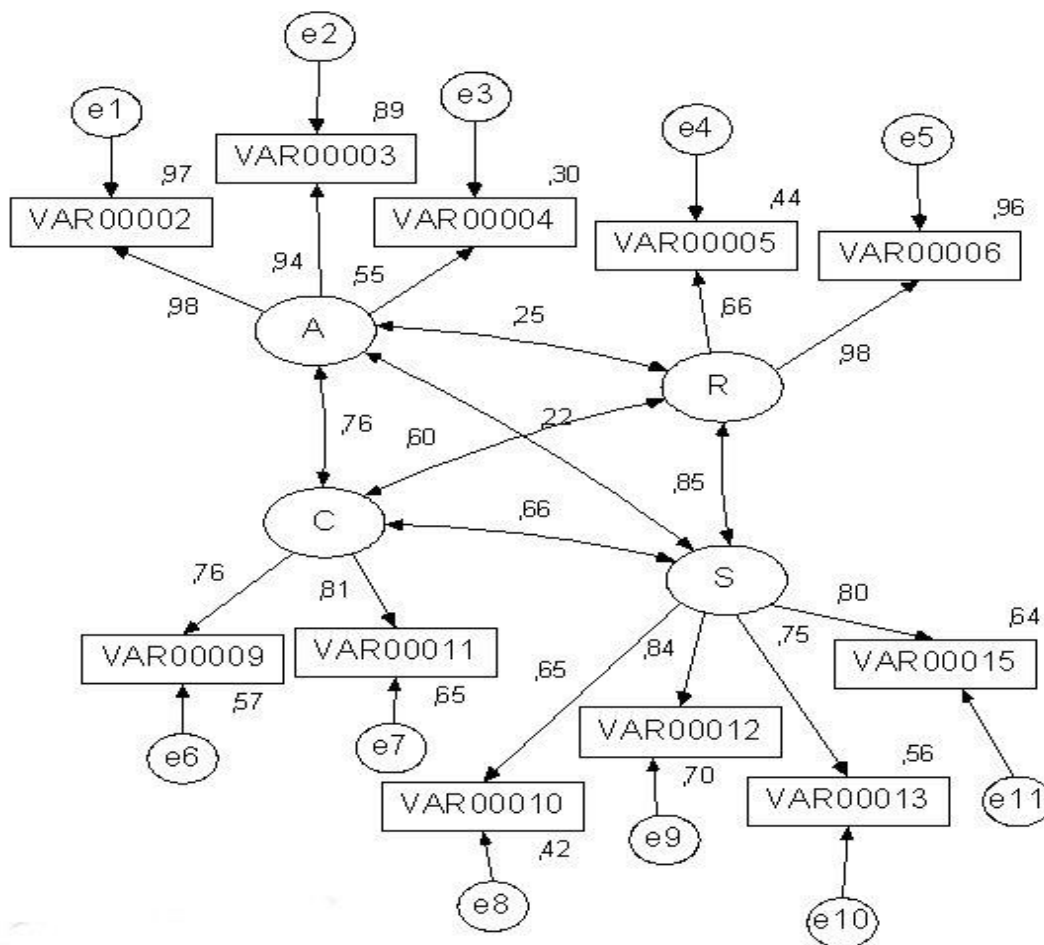 e2
e1
e3
,89
e4
e5
VAR00003
,97
,30
,44
,96
VAR00002
VAR00004
VAR00005
VAR00006
,94
,55
,98
,25
,66
,98
A
R
,76
,60
,22
,85
,66
C
S
,76
,81
,80
,64
VAR00009
VAR00011
,65
,84
,75
VAR00015
,57
,65
e6
e7
VAR00012
,70
,56
VAR00010
VAR00013
e11
,42
e9
e8
e10